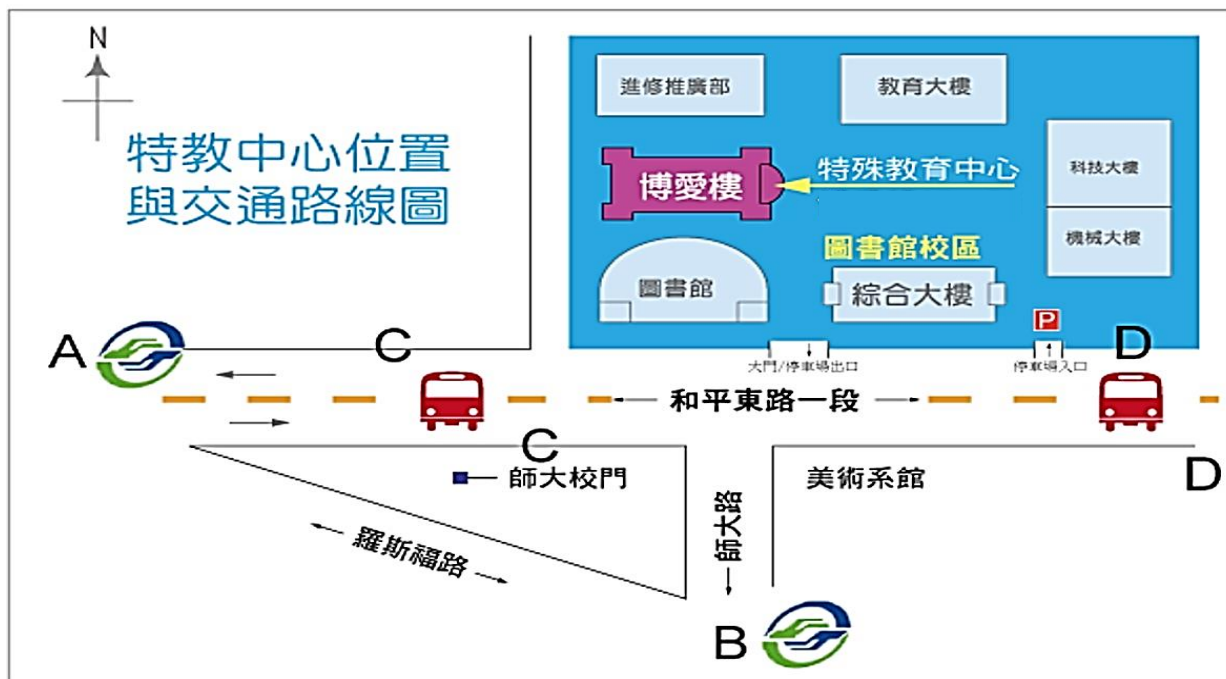 N
特教中心位置
與交通路線圖
進修推廣部
教育大樓
博愛樓
特殊教育中心
科技大樓
機械大樓
圖書館校區
圖書館
綜合大樓
P
A
C
D
大門/停車場出口
停車場入口
和平東路一段
C
師大校門
美術系館
D
羅斯福路
師大路
B